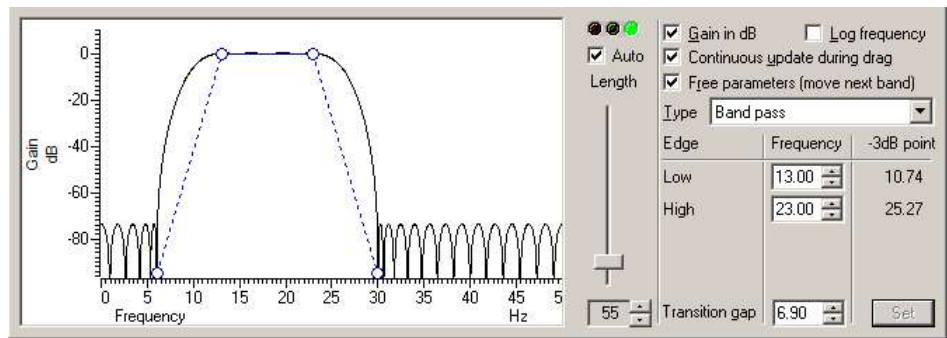 Gain in dB Log frequency
Auto Continuous update during drag
Length Free parameters (move next band)
Type Band pass
Edge Frequency -3dB point
Low 13.00 10.74
High 23.00 25.27
55 Transition gap 6.90 Set
0
-20
-40
-60
-80
Gain
dB
0 5 10 15 20 25 30 35 40 45 5
Frequency Hz